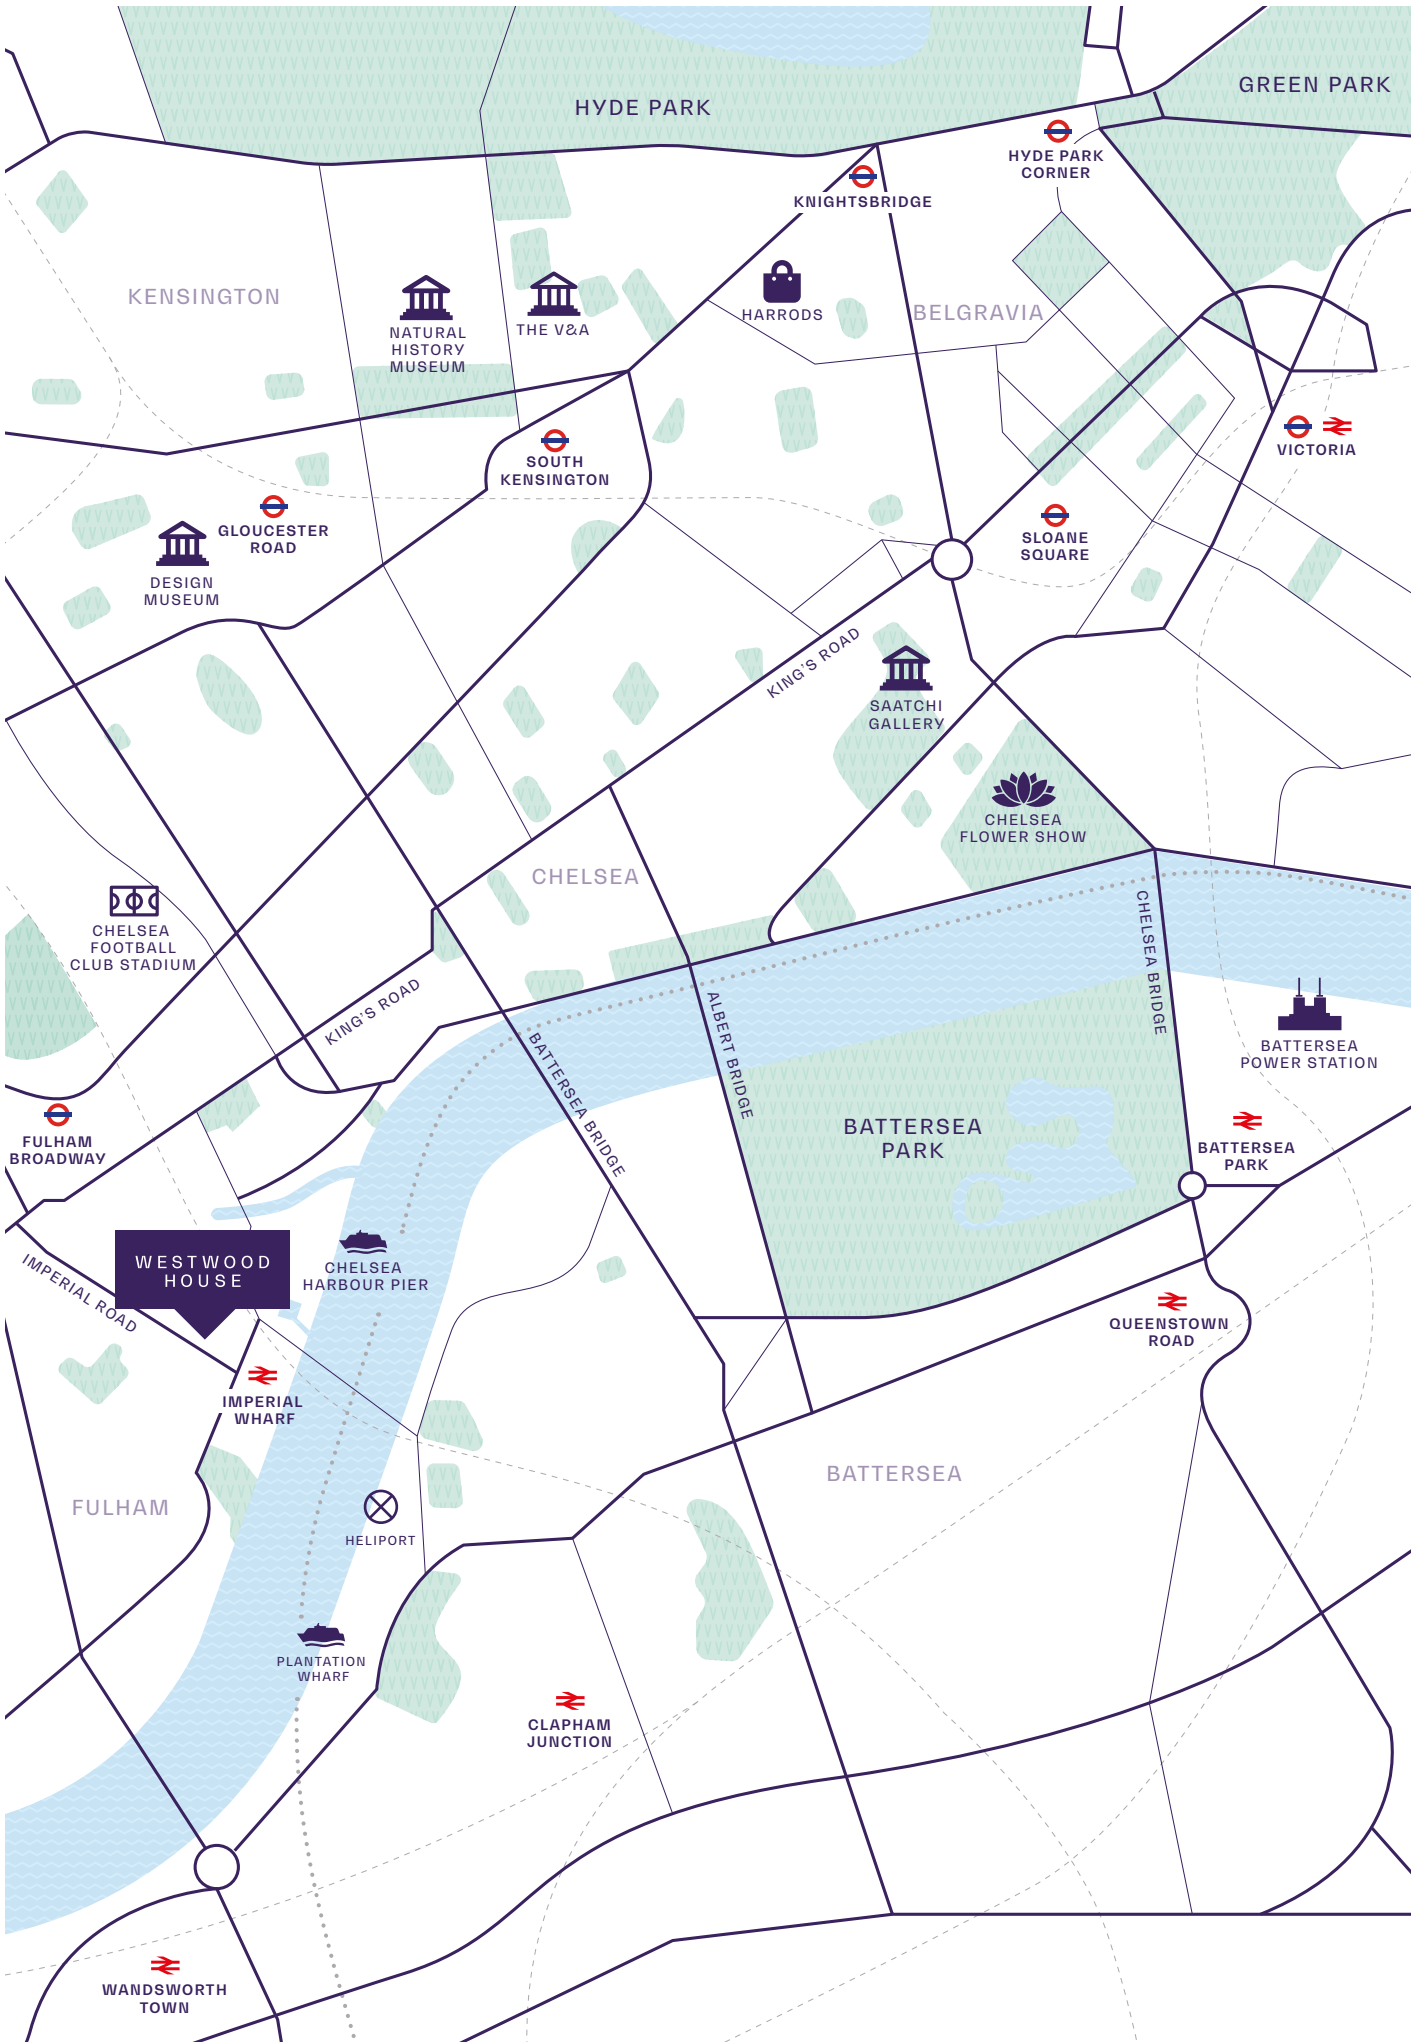 GREEN PARK
HYDE PARK
HYDE PARK
CORNER
KNIGHTSBRIDGE
KENSINGTON
NATURAL
HISTORY
MUSEUM
THE V&A
HARRODS
BELGRAVIA
VICTORIA
SOUTH
KENSINGTON
GLOUCESTER
ROAD
SLOANE
SQUARE
DESIGN
MUSEUM
KING'S ROAD
SAATCHI
GALLERY
CHELSEA
FLOWER SHOW
CHELSEA
CHELSEA
FOOTBALL
CLUB STADIUM
CHELSEA BRIDGE
KING'S ROAD
ALBERT BRIDGE
BATTERSEA BRIDGE
BATTERSEA
POWER STATION
BATTERSEA
PARK
BATTERSEA
PARK
FULHAM
BROADWAY
WESTWOOD
HOUSE
IMPERIAL ROAD
CHELSEA
HARBOUR PIER
QUEENSTOWN
ROAD
IMPERIAL
WHARF
BATTERSEA
FULHAM
HELIPORT
PLANTATION
WHARF
CLAPHAM
JUNCTION
WANDSWORTH
TOWN